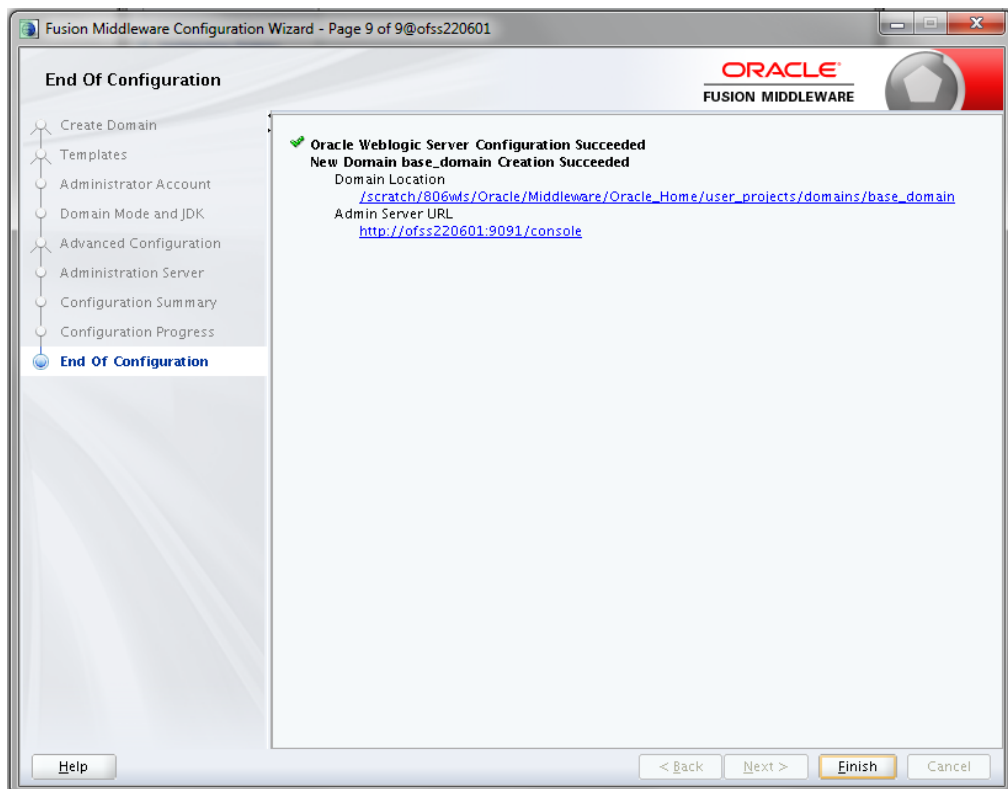 Fusion Middleware Configuration Wizard - Page 9 of 9@ofss220601
End Of Configuration
ORACLE
FUSION MIDDLEWARE
Create Domain
Templates
Administrator Account
Domain Mode and JDK
Advanced Configuration
Administration Server
Configuration Summary
Configuration Progress
End Of Configuration
Oracle Weblogic Server Configuration Succeeded
New Domain base_domain Creation Succeeded
Domain Location
/scratch/806wls/Oracle/Middleware/Oracle_Home/user_projects/domains/base_domain
Admin Server URL
http://ofss220601:9091/console
Help
< Back
Next >
Finish
Cancel